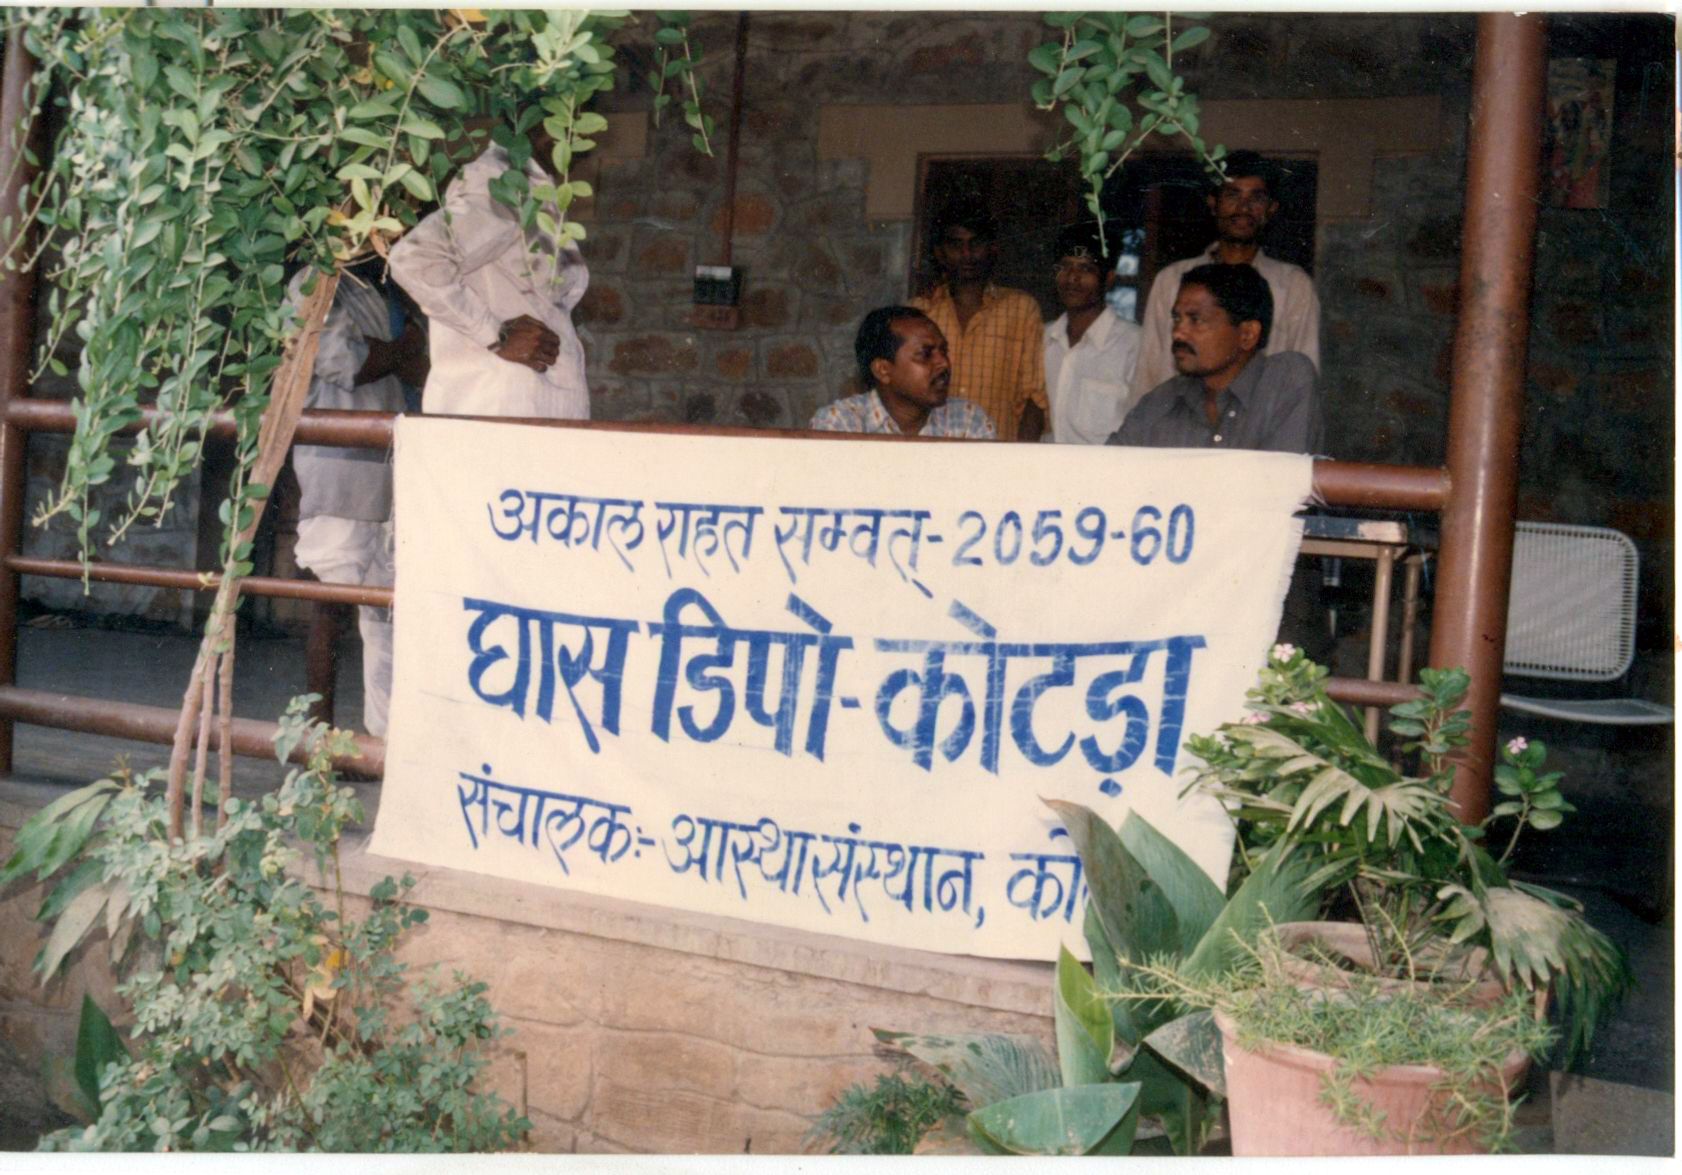 अकाल राहत सम्वत्-2059-60
घास डिपो-कोटड़ा
संचालक:- आस्था संस्थान,